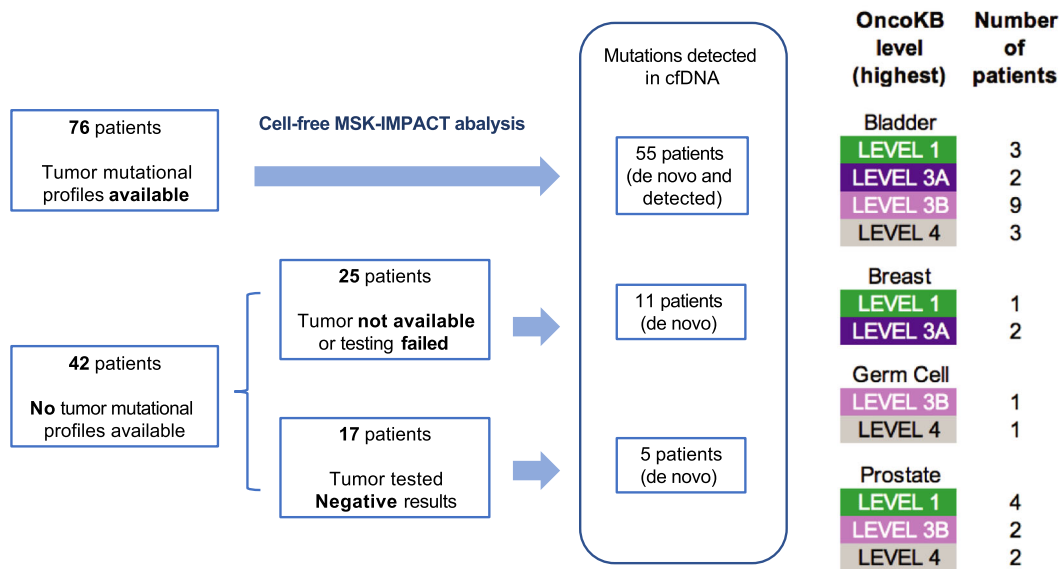 76 patients
Tumor mutational
profiles available
Cell-free MSK-IMPACT abalysis
Mutations detected
in cfDNA
55 patients
(de novo and
detected)
42 patients
No tumor mutational
profiles available
25 patients
Tumor not available
or testing failed
11 patients
(de novo)
17 patients
Tumor tested
Negative results
5 patients
(de novo)
OncoKB level (highest)
Number of patients
Bladder
LEVEL 1 3
LEVEL 3A 2
LEVEL 3B 9
LEVEL 4 3
Breast
LEVEL 1 1
LEVEL 3A 2
Germ Cell
LEVEL 3B 1
LEVEL 4 1
Prostate
LEVEL 1 4
LEVEL 3B 2
LEVEL 4 2